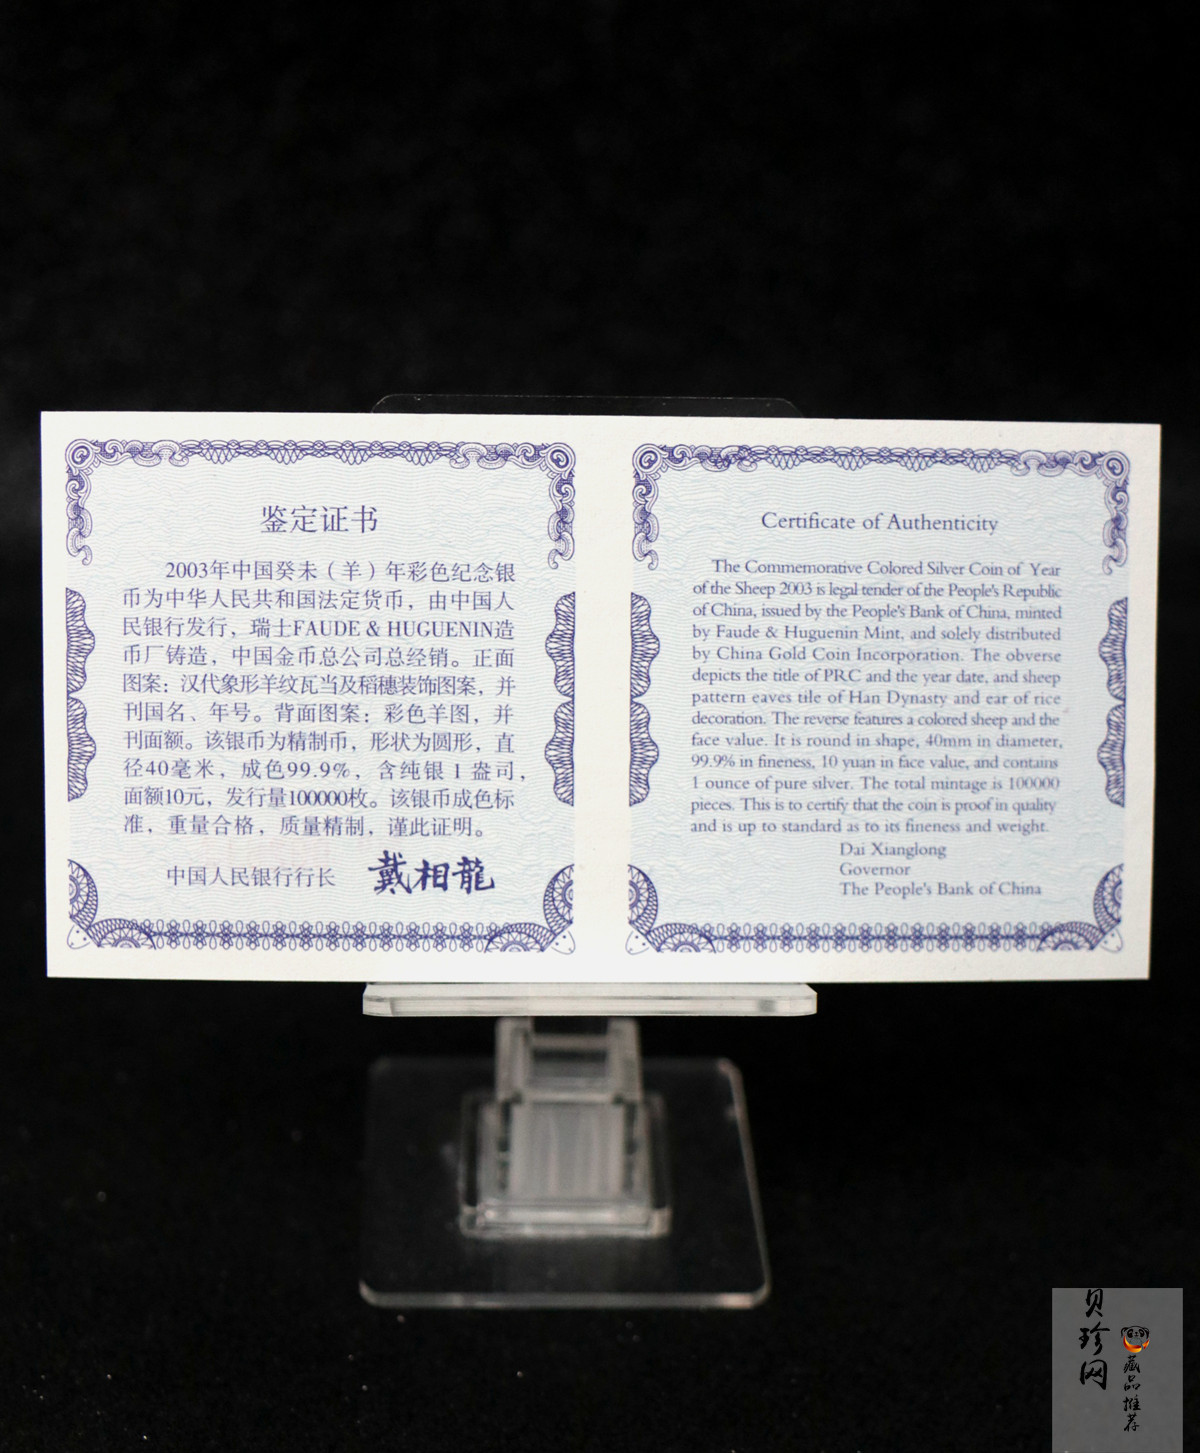 鉴定证书
2003年中国癸未（羊）年彩色纪念银
币为中华人民共和国法定货币，由中国人
民银行发行，瑞士FAUDE & HUGUENIN造
币厂铸造，中国金币总公司总经销。正面
图案：汉代象形羊纹瓦当及稻穗装饰图案，并
刊国名、年号。背面图案：彩色羊图，并
刊面额。该银币为精制币，形状为圆形，直
径40毫米，成色99.9%，含纯银1盎司，
面额10元，发行量100000枚。该银币成色标
准，重量合格，质量精制，谨此证明。
中国人民银行行长 戴相龍
Certificate of Authenticity
The Commemorative Colored Silver Coin of Year
of the Sheep 2003 is legal tender of the People's Republic
of China, issued by the People's Bank of China, minted
by Faude & Huguenin Mint, and solely distributed
by China Gold Coin Incorporation. The obverse
depicts the title of PRC and the year date, and sheep
pattern eaves tile of Han Dynasty and ear of rice
decoration. The reverse features a colored sheep and the
face value. It is round in shape, 40mm in diameter,
99.9% in fineness, 10 yuan in face value, and contains
1 ounce of pure silver. The total mintage is 100000
pieces. This is to certify that the coin is proof in quality
and is up to standard as to its fineness and weight.
Dai Xianglong
Governor
The People's Bank of China
贝珍网
藏品推荐